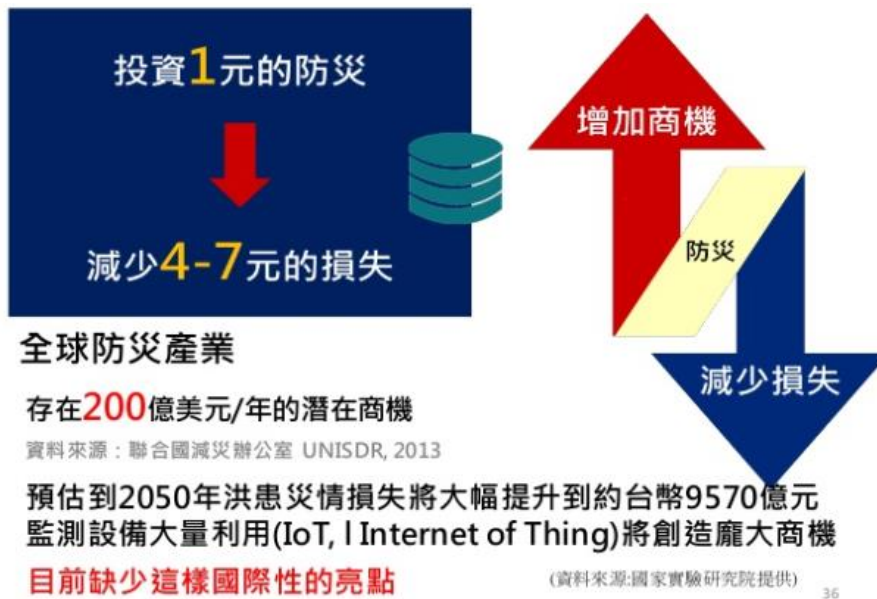 投資1元的防災
減少4-7元的損失
增加商機
防災
減少損失
全球防災產業
存在200億美元/年的潛在商機
資料來源：聯合國減災辦公室 UNISDR, 2013
預估到2050年洪患災情損失將大幅提升到約台幣9570億元
監測設備大量利用(IoT, l Internet of Thing)將創造龐大商機
目前缺少這樣國際性的亮點
(資料來源:國家實驗研究院提供)
36